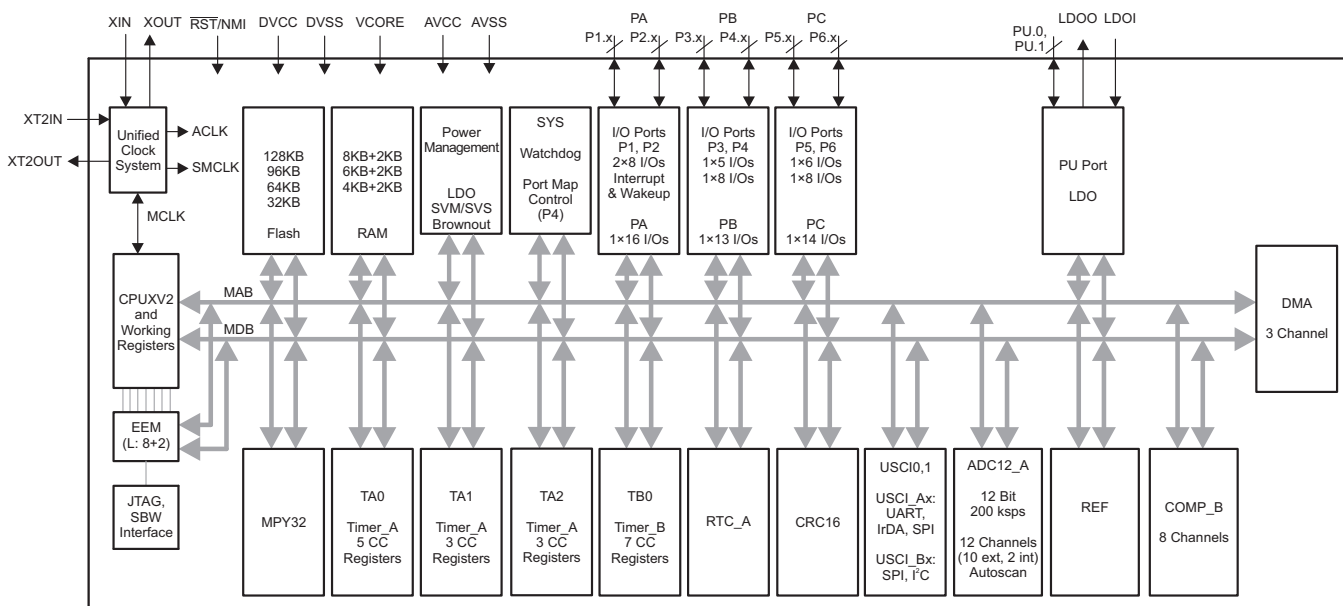 XIN XOUT RST/NMI DVCC DVSS VCORE AVCC AVSS
PA PB PC
P1.x P2.x P3.x P4.x P5.x P6.x
PU.0,
PU.1
LDOO LDOI
XT2IN
XT2OUT
Unified
Clock
System
ACLK
SMCLK
MCLK
128KB
96KB
64KB
32KB
Flash
8KB+2KB
6KB+2KB
4KB+2KB
RAM
Power
Management
LDO
SVM/SVS
Brownout
SYS
Watchdog
Port Map
Control
(P4)
I/O Ports
P1, P2
2×8 I/Os
Interrupt
& Wakeup
PA
1×16 I/Os
I/O Ports
P3, P4
1×5 I/Os
1×8 I/Os
PB
1×13 I/Os
I/O Ports
P5, P6
1×6 I/Os
1×8 I/Os
PC
1×14 I/Os
PU Port
LDO
CPUXV2
and
Working
Registers
MAB
MDB
DMA
3 Channel
EEM
(L: 8+2)
JTAG,
SBW
Interface
MPY32
TA0
Timer_A
5 CC
Registers
TA1
Timer_A
3 CC
Registers
TA2
Timer_A
3 CC
Registers
TB0
Timer_B
7 CC
Registers
RTC_A
CRC16
USCI0,1
USCI_Ax:
UART,
IrDA, SPI
USCI_Bx:
SPI, I²C
ADC12_A
12 Bit
200 ksps
12 Channels
(10 ext, 2 int)
Autoscan
REF
COMP_B
8 Channels